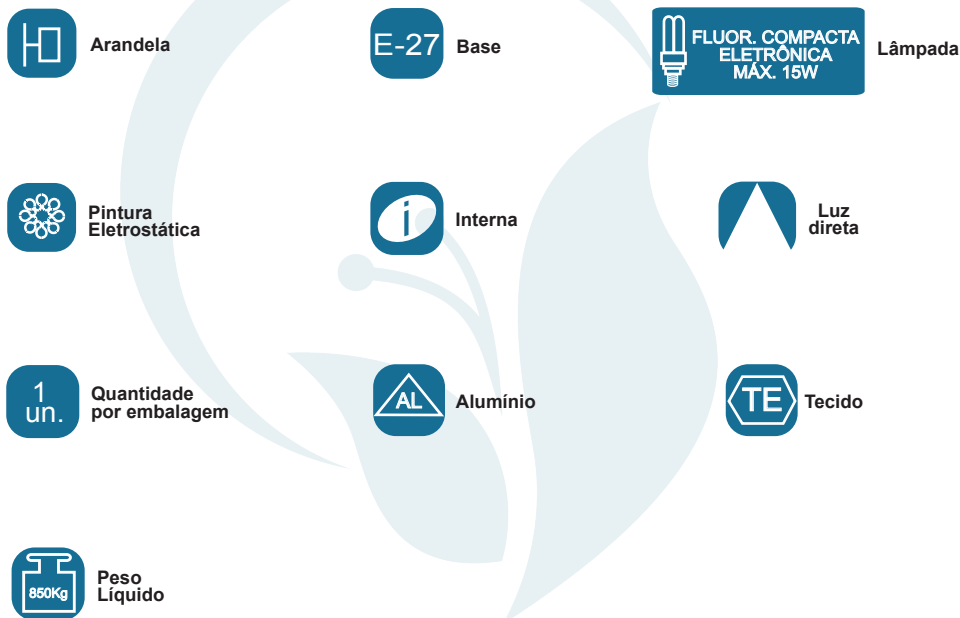 Arandela
E-27
Base
FLUOR. COMPACTA
ELETRÔNICA
MÁX. 15W
Lâmpada
Pintura
Eletrostática
i
Interna
Luz
direta
1
un.
Quantidade
por embalagem
AL
Alumínio
TE
Tecido
850Kg
Peso
Líquido